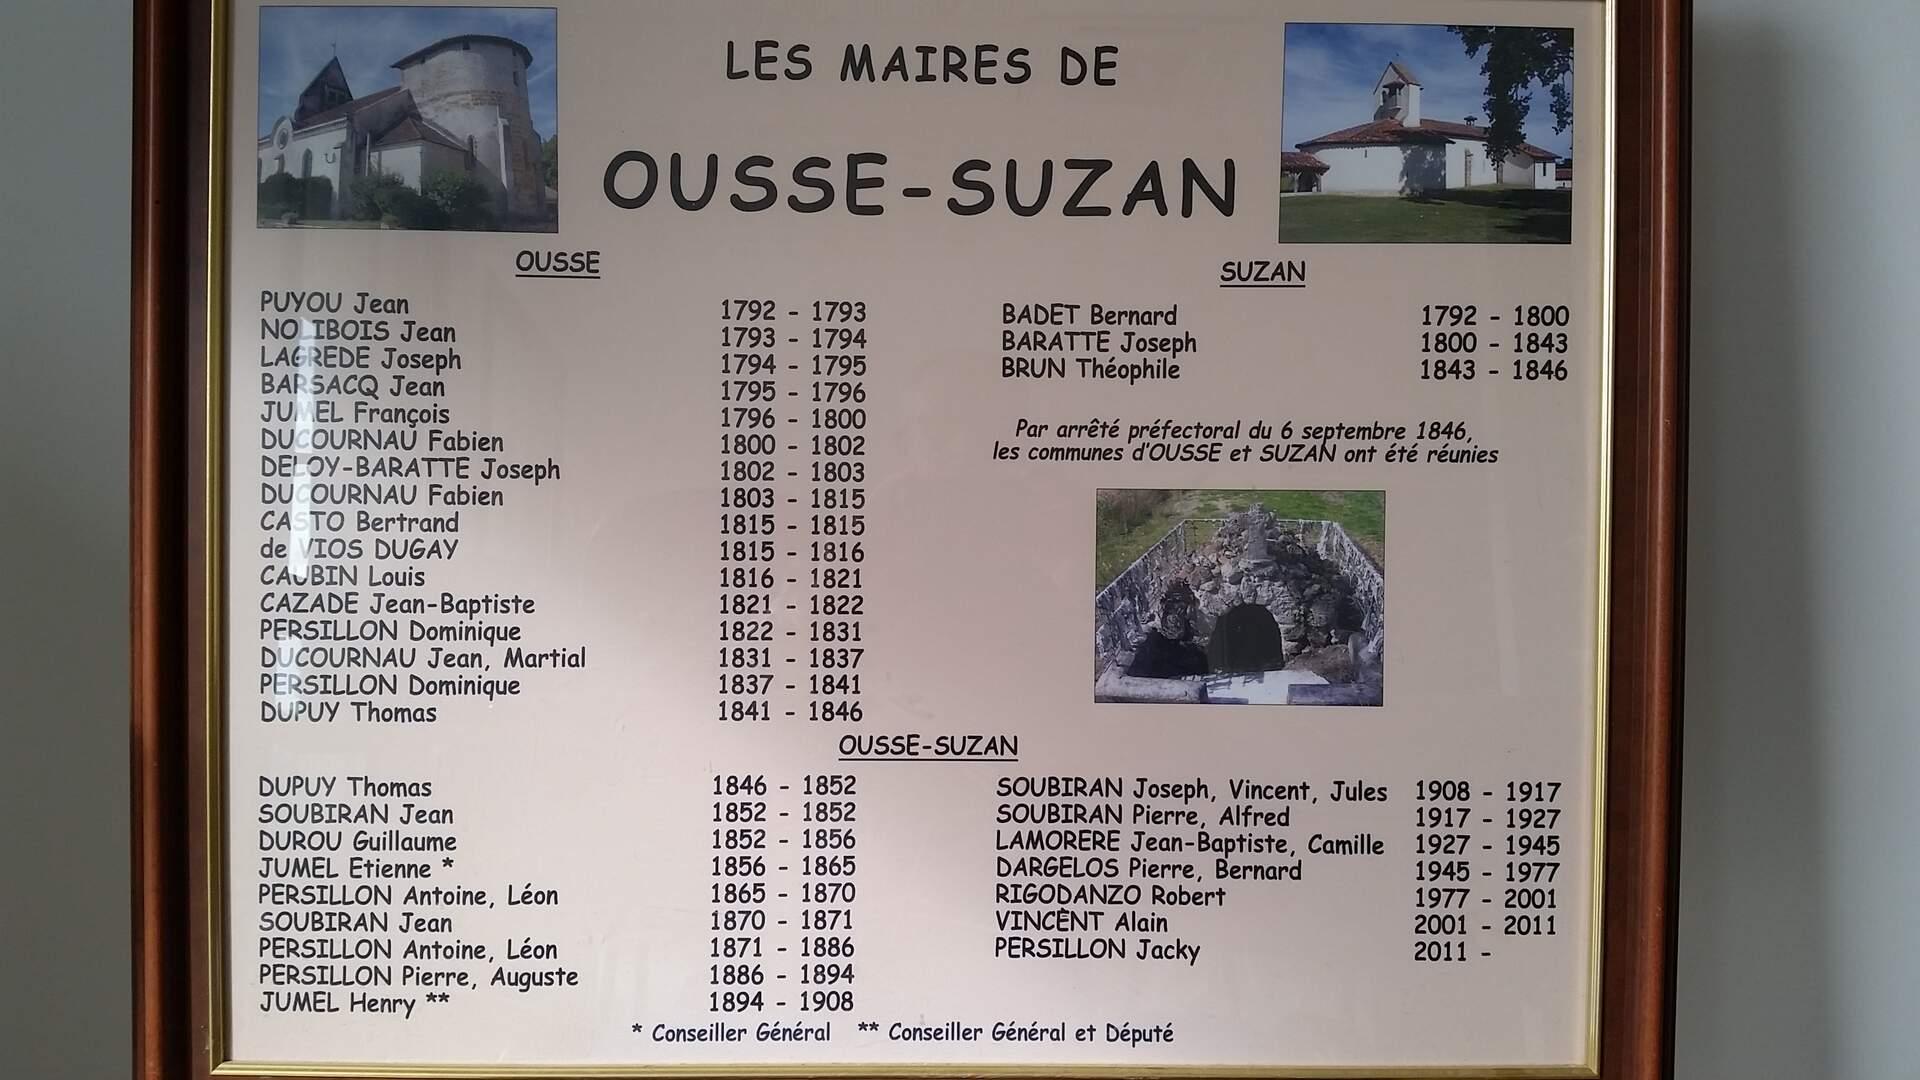 LES MAIRES DE
OUSSE-SUZAN
OUSSE
PUYOU Jean 1792 - 1793
NOLIBOIS Jean 1793 - 1794
LAGREDE Joseph 1794 - 1795
BARSACQ Jean 1795 - 1796
JUMEL François 1796 - 1800
DUCOURNAU Fabien 1800 - 1802
DELOY-BARATTE Joseph 1802 - 1803
DUCOURNAU Fabien 1803 - 1815
CASTO Bertrand 1815 - 1815
de VIOS DUGAY 1815 - 1816
CAUBIN Louis 1816 - 1821
CAZADE Jean-Baptiste 1821 - 1822
PERSILLON Dominique 1822 - 1831
DUCOURNAU Jean, Martial 1831 - 1837
PERSILLON Dominique 1837 - 1841
DUPUY Thomas 1841 - 1846
SUZAN
BADET Bernard 1792 - 1800
BARATTE Joseph 1800 - 1843
BRUN Théophile 1843 - 1846
Par arrêté préfectoral du 6 septembre 1846,
les communes d'OUSSE et SUZAN ont été réunies
OUSSE-SUZAN
DUPUY Thomas 1846 - 1852
SOUBIRAN Jean 1852 - 1852
DUROU Guillaume 1852 - 1856
JUMEL Etienne * 1856 - 1865
PERSILLON Antoine, Léon 1865 - 1870
SOUBIRAN Jean 1870 - 1871
PERSILLON Antoine, Léon 1871 - 1886
PERSILLON Pierre, Auguste 1886 - 1894
JUMEL Henry ** 1894 - 1908
SOUBIRAN Joseph, Vincent, Jules 1908 - 1917
SOUBIRAN Pierre, Alfred 1917 - 1927
LAMORERE Jean-Baptiste, Camille 1927 - 1945
DARGELOS Pierre, Bernard 1945 - 1977
RIGODANZO Robert 1977 - 2001
VINCENT Alain 2001 - 2011
PERSILLON Jacky 2011 -
* Conseiller Général ** Conseiller Général et Député